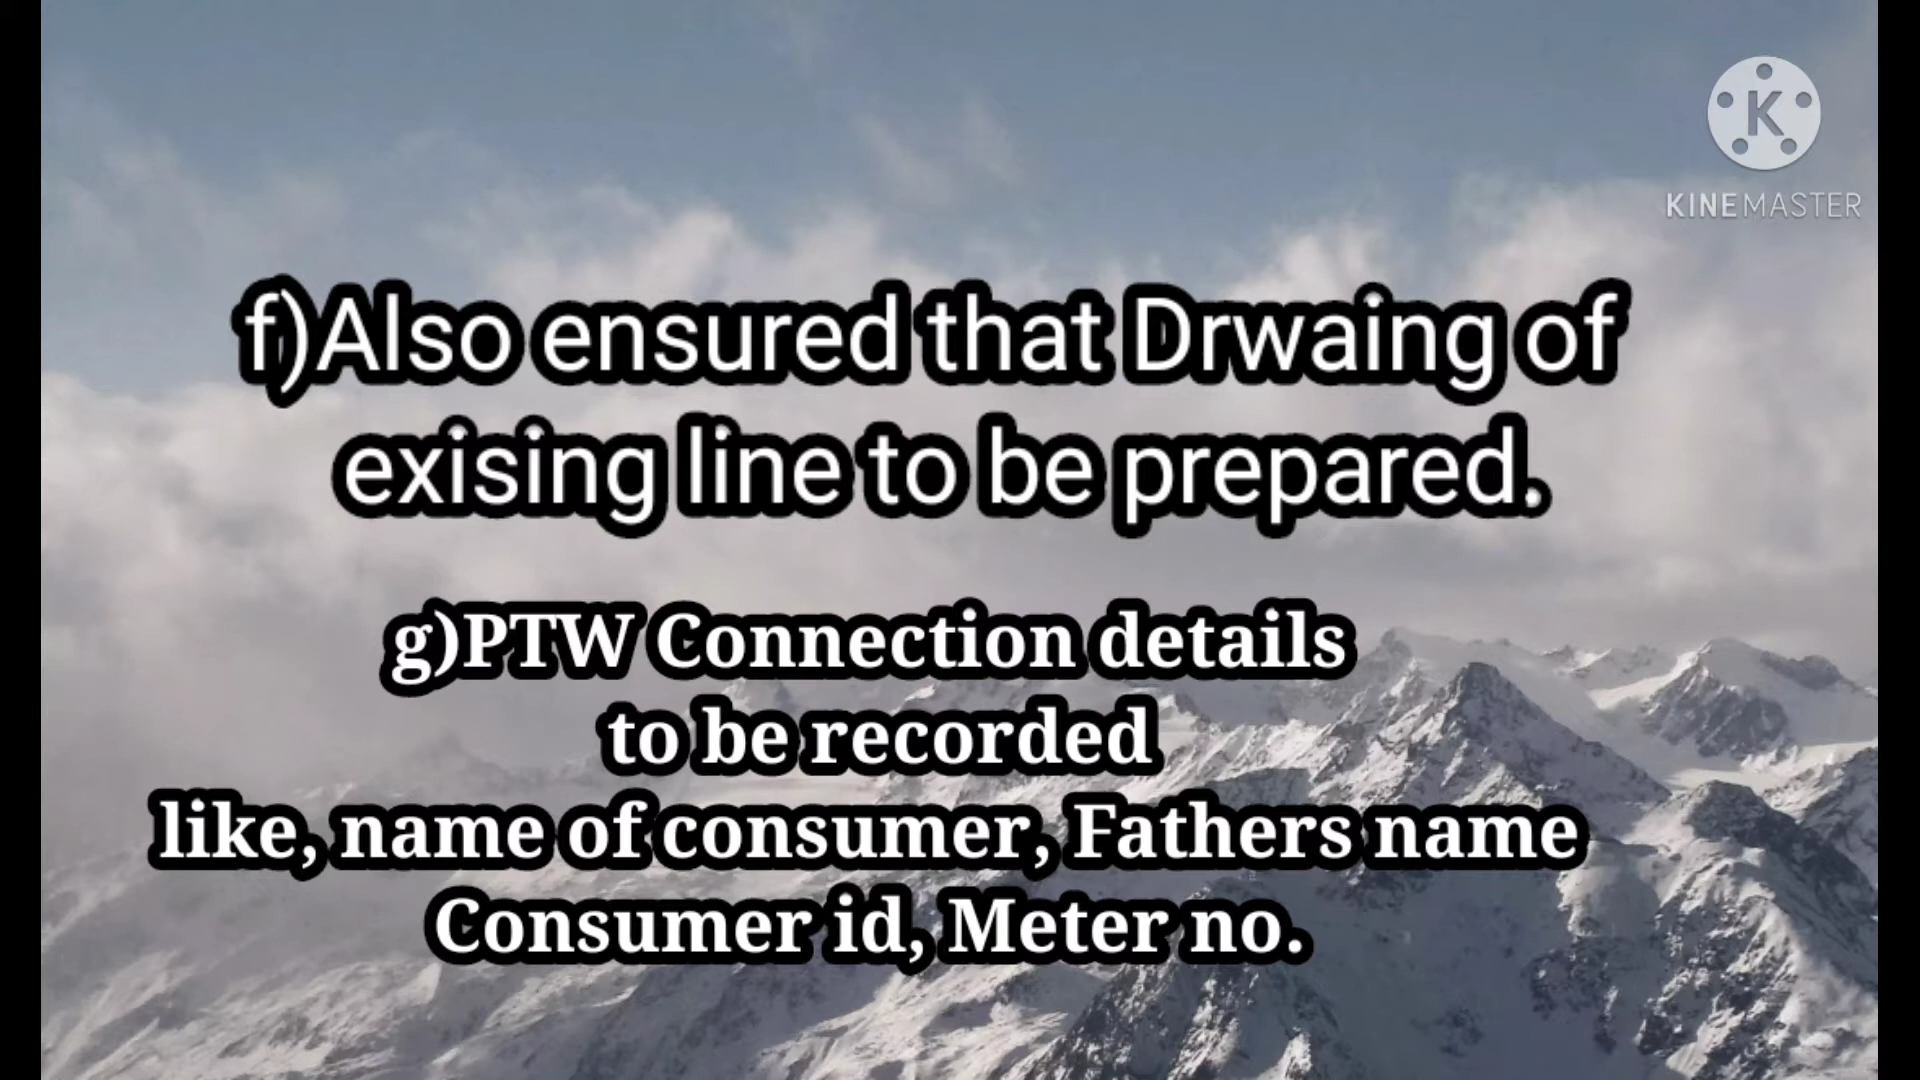 K
KINEMASTER
f)Also ensured that Drwaing of
exising line to be prepared.
g)PTW Connection details
to be recorded
like, name of consumer, Fathers name
Consumer id, Meter no.